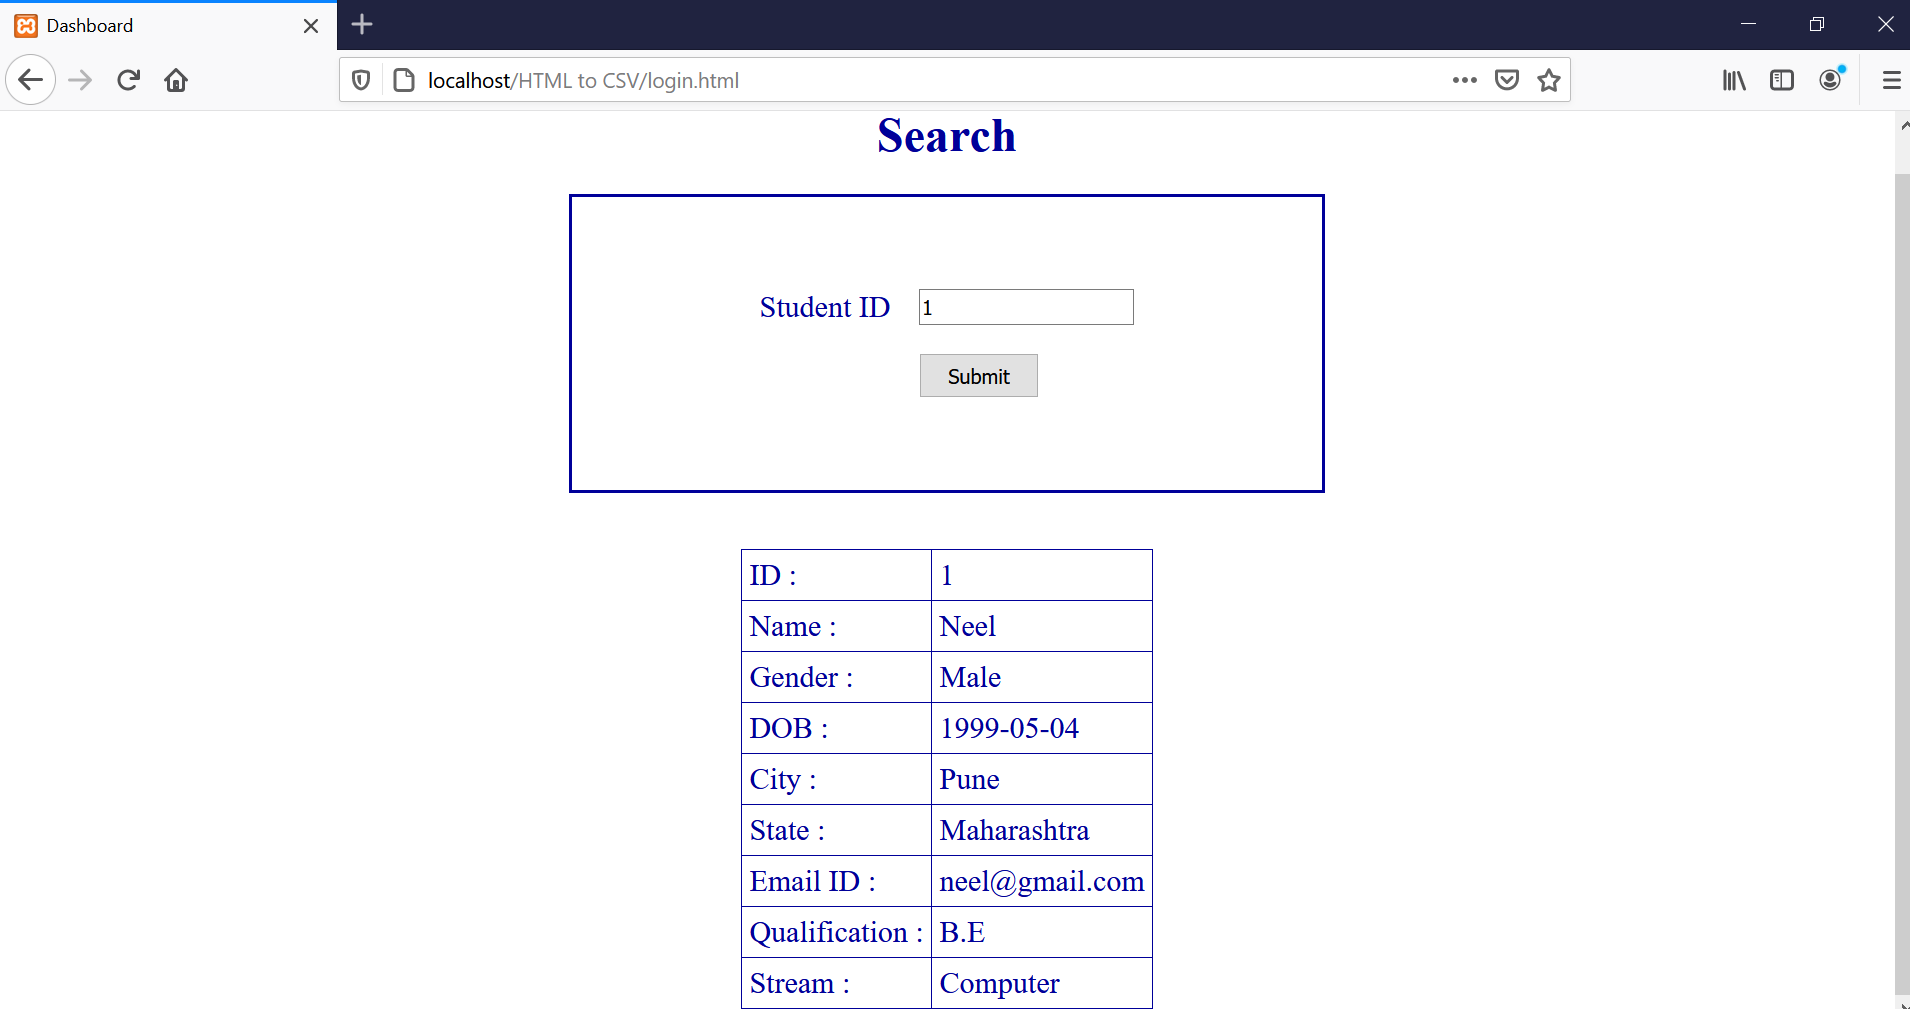 Dashboard
localhost/HTML to CSV/login.html
Search
Student ID 1
Submit
ID : 1
Name : Neel
Gender : Male
DOB : 1999-05-04
City : Pune
State : Maharashtra
Email ID : neel@gmail.com
Qualification : B.E
Stream : Computer